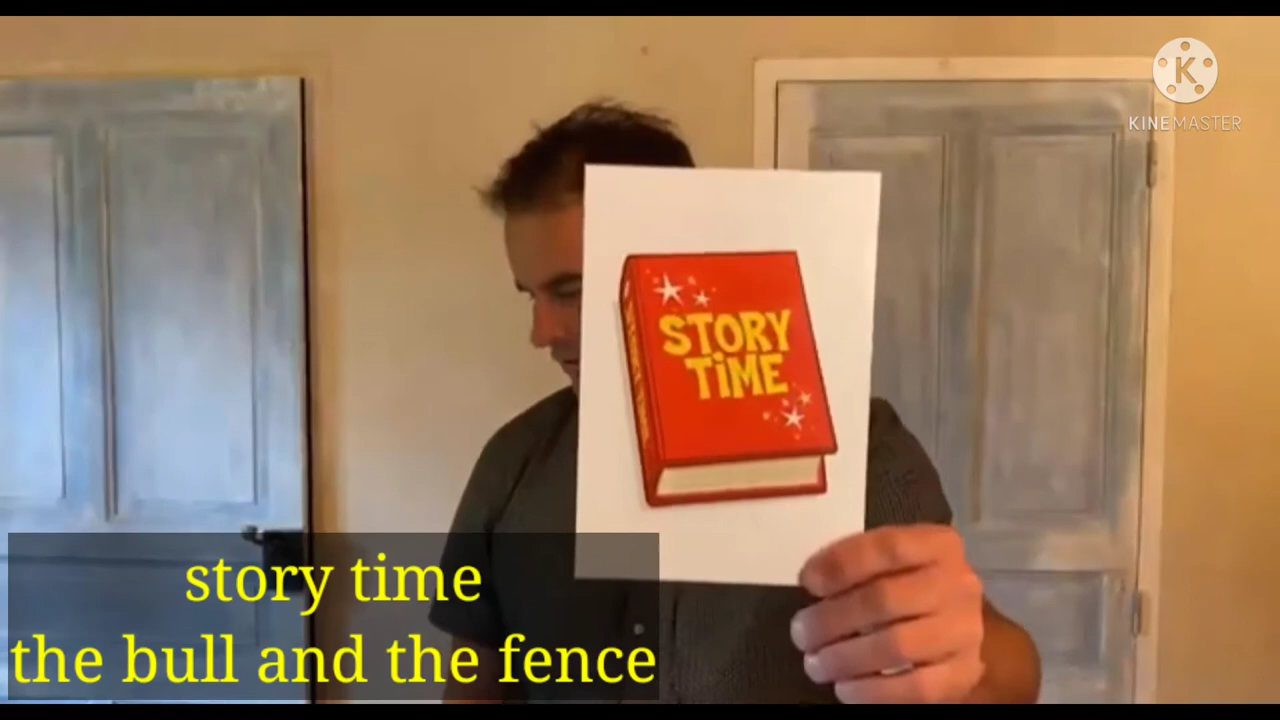 KINEMASTER
STORY
TiME
story time
the bull and the fence